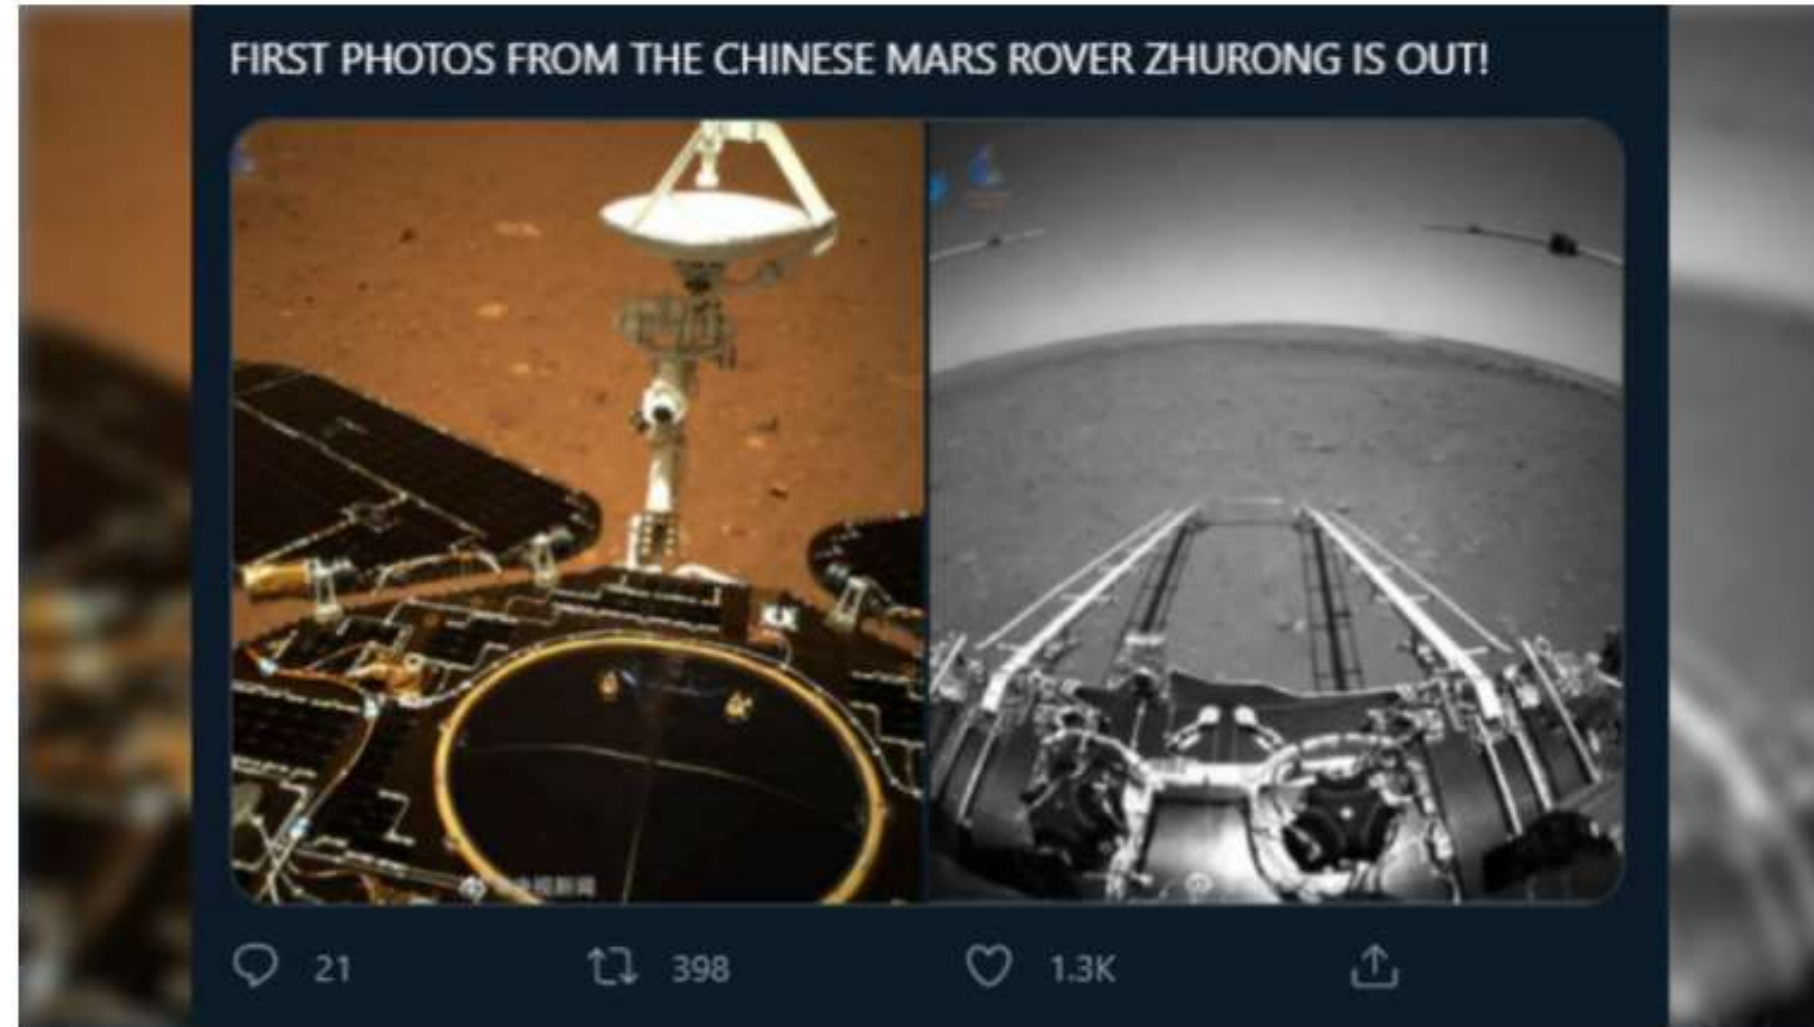 FIRST PHOTOS FROM THE CHINESE MARS ROVER ZHURONG IS OUT!
21
398
1.3K